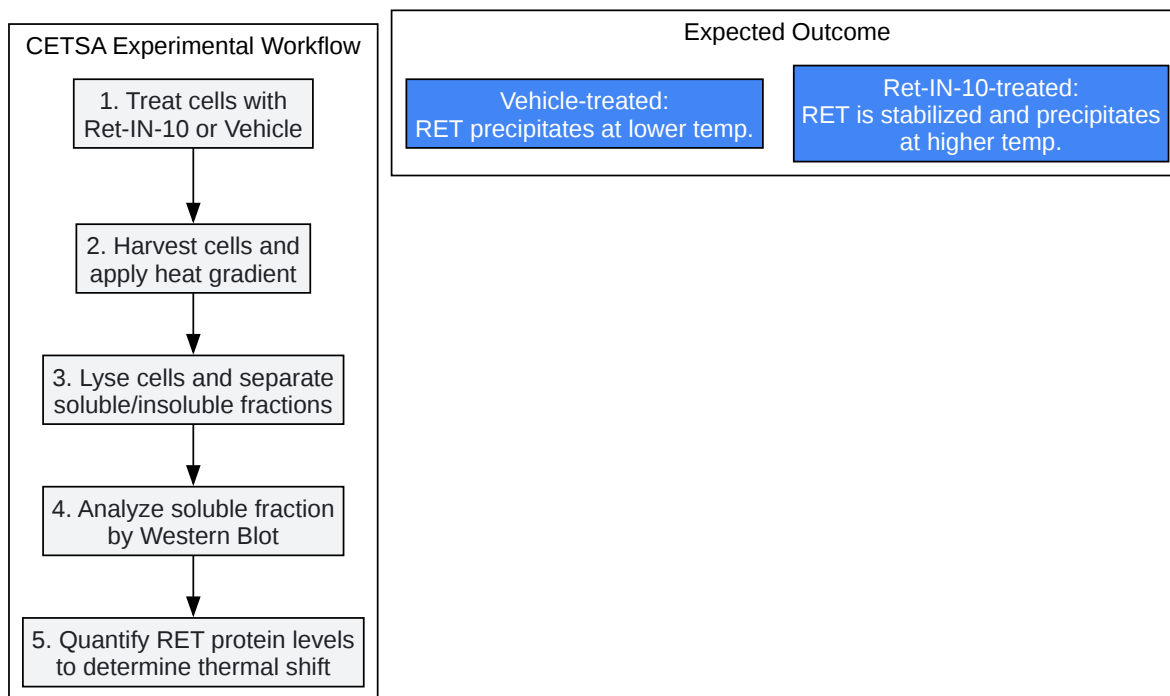 CETSA Experimental Workflow
1. Treat cells with
Ret-IN-10 or Vehicle
2. Harvest cells and
apply heat gradient
3. Lyse cells and separate
soluble/insoluble fractions
4. Analyze soluble fraction
by Western Blot
5. Quantify RET protein levels
to determine thermal shift
Expected Outcome
Vehicle-treated:
RET precipitates at lower temp.
Ret-IN-10-treated:
RET is stabilized and precipitates
at higher temp.